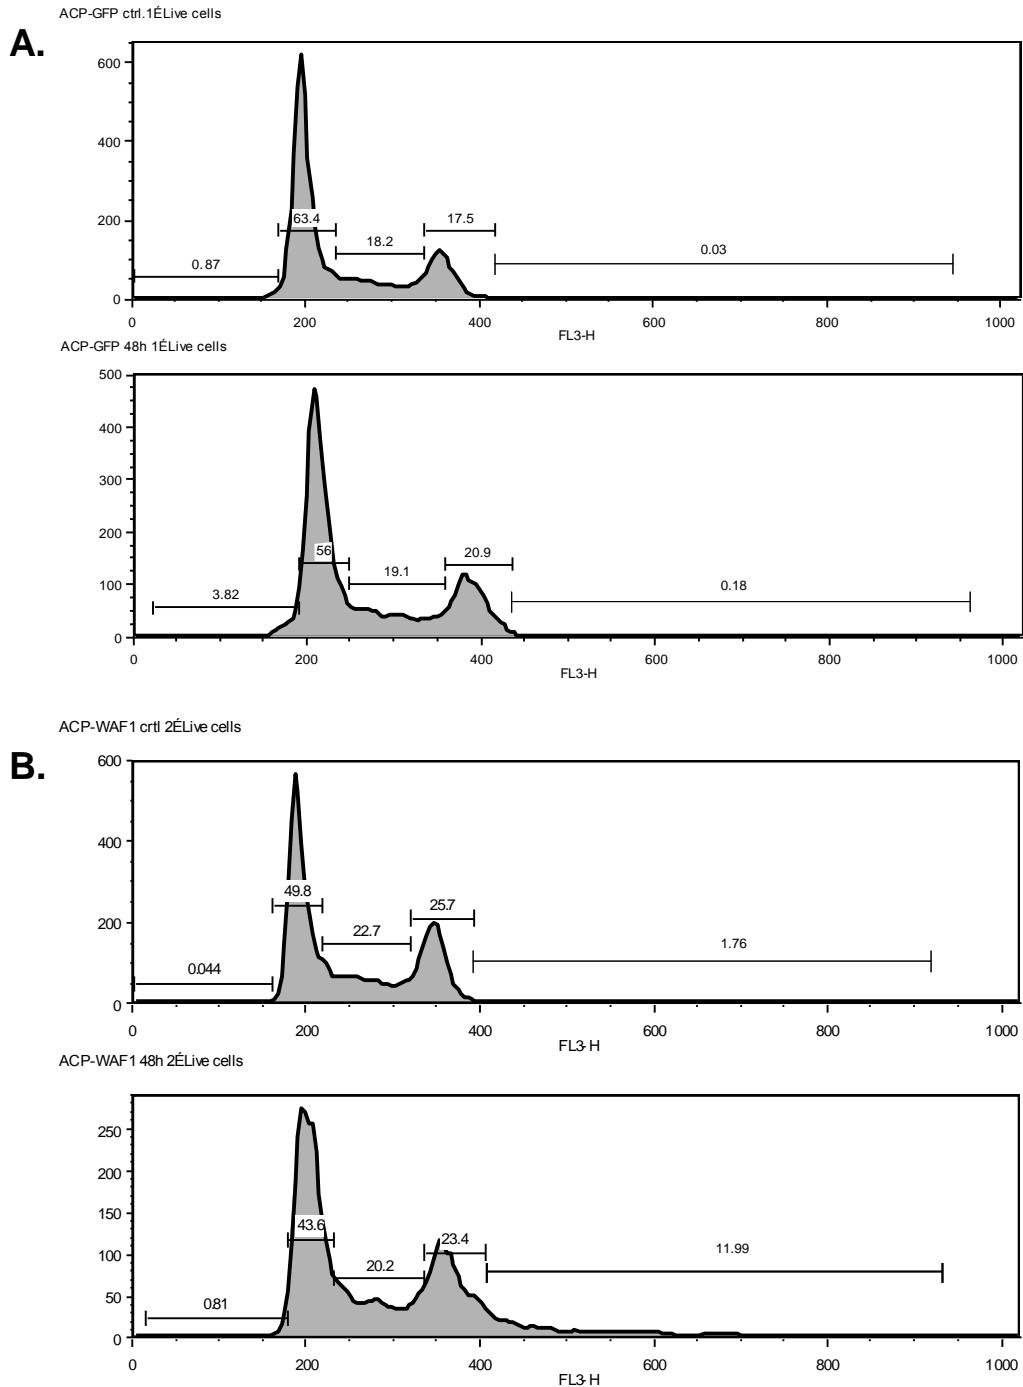 ACP-GFP ctrl.1ÉLive cells
A.
600
400
200
0
63.4
17.5
18.2
0.03
0.87
0 200 400 600 800 1000
FL3-H
ACP-GFP 48h 1ÉLive cells
500
400
300
200
100
0
56
20.9
19.1
0.18
3.82
0 200 400 600 800 1000
FL3-H
ACP-WAF1 crtl 2ÉLive cells
B.
600
400
200
0
49.8
25.7
22.7
1.76
0.044
0 200 400 600 800 1000
FL3-H
ACP-WAF1 48h 2ÉLive cells
250
200
150
100
50
0
43.6
23.4
20.2
11.99
0.81
0 200 400 600 800 1000
FL3-H